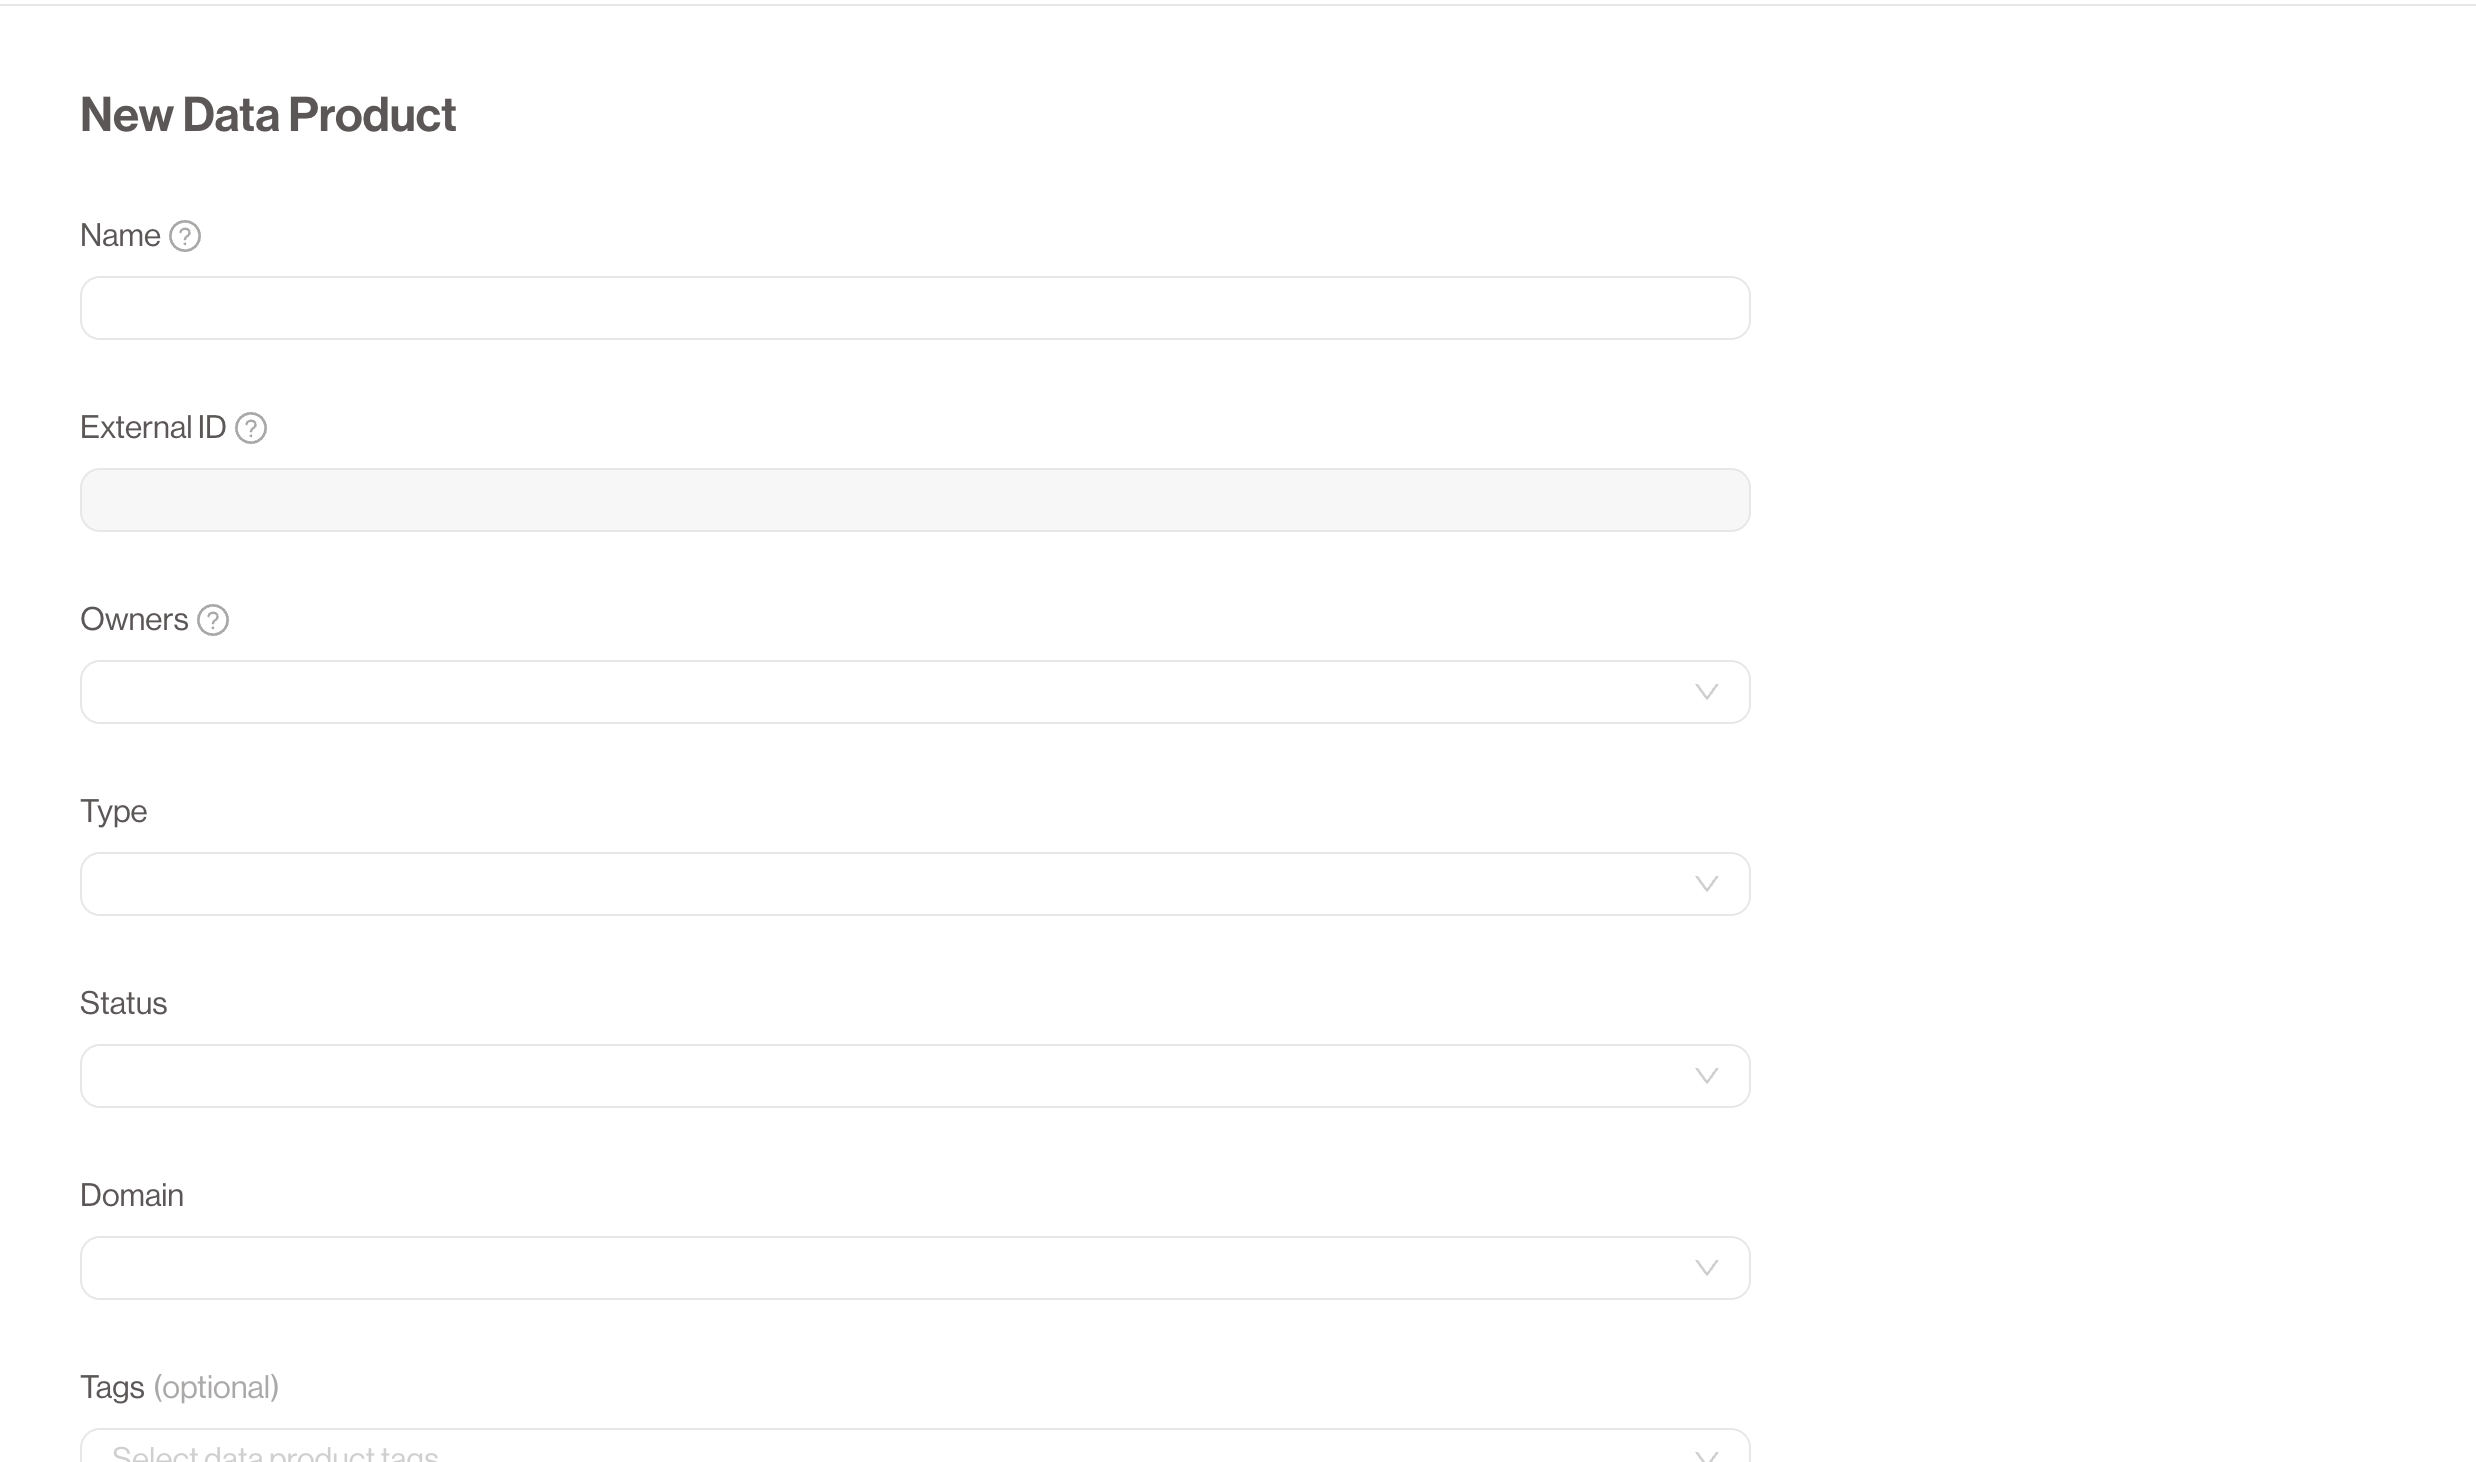 New Data Product
Name ?
External ID ?
Owners ?
Type
Status
Domain
Tags (optional)
Select data product tags